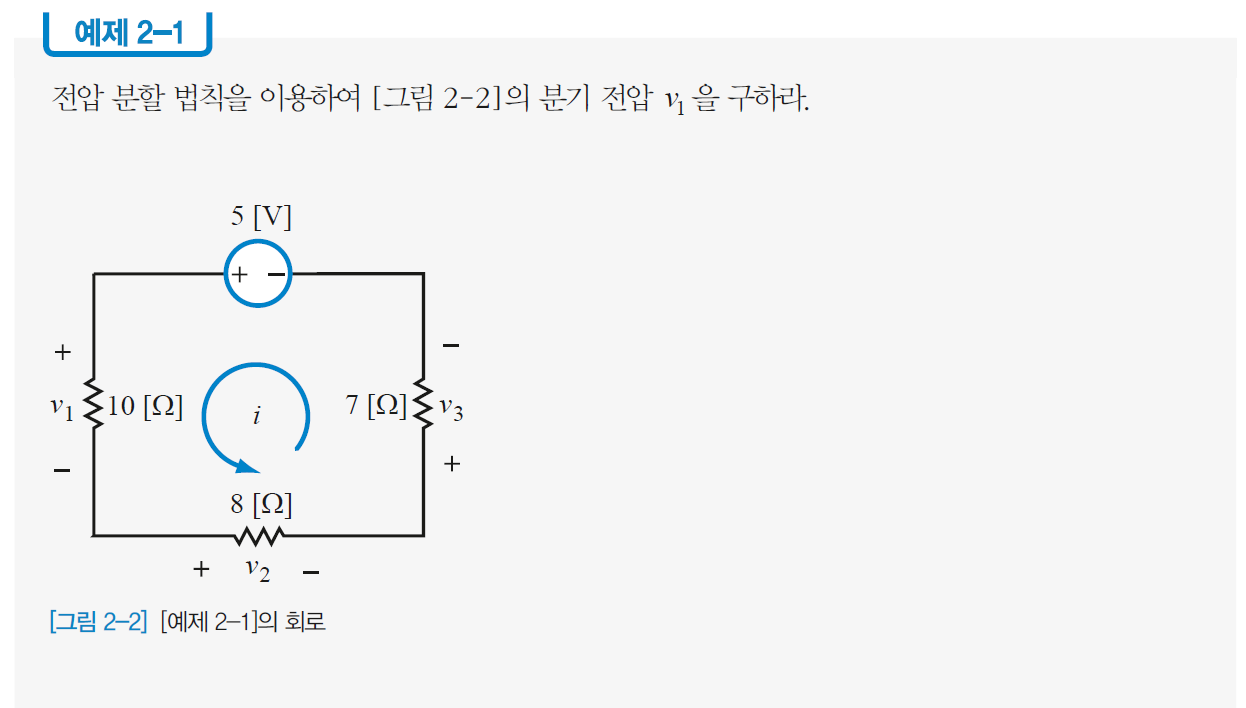 예제 2-1
전압 분할 법칙을 이용하여 [그림 2-2]의 분기 전압 v₁을 구하라.
5 [V]
+ −
+ −
v₁ 10 [Ω] i 7 [Ω] v₃
− +
8 [Ω]
+ v₂ −
[그림 2-2] [예제 2-1]의 회로